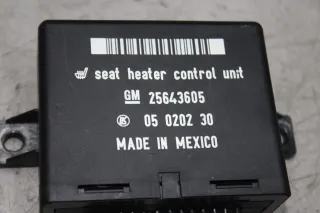 seat heater control unit
GM 25643605
05 0202 30
MADE IN MEXICO